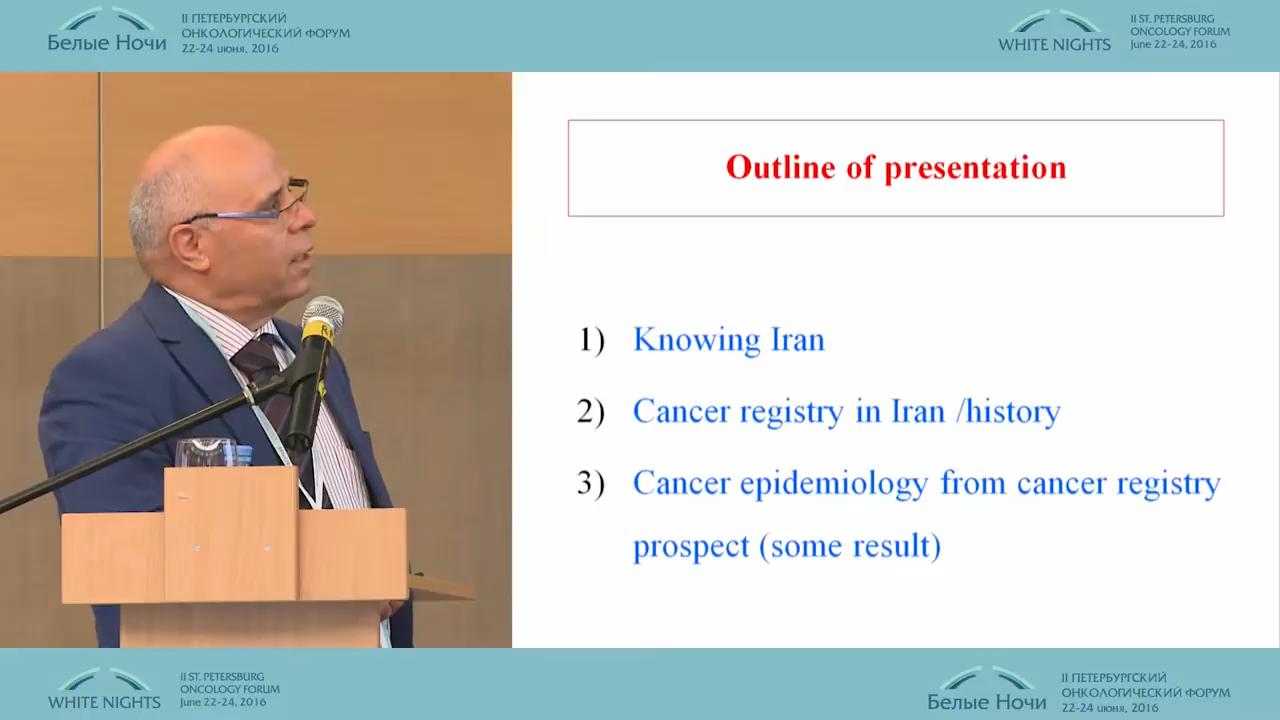 Белые Ночи
II ПЕТЕРБУРГСКИЙ
ОНКОЛОГИЧЕСКИЙ ФОРУМ
22-24 июня, 2016
WHITE NIGHTS
II ST. PETERSBURG
ONCOLOGY FORUM
June 22-24, 2016
Outline of presentation
1) Knowing Iran
2) Cancer registry in Iran /history
3) Cancer epidemiology from cancer registry
prospect (some result)
WHITE NIGHTS
II ST. PETERSBURG
ONCOLOGY FORUM
June 22-24, 2016
Белые Ночи
II ПЕТЕРБУРГСКИЙ
ОНКОЛОГИЧЕСКИЙ ФОРУМ
22-24 июня, 2016